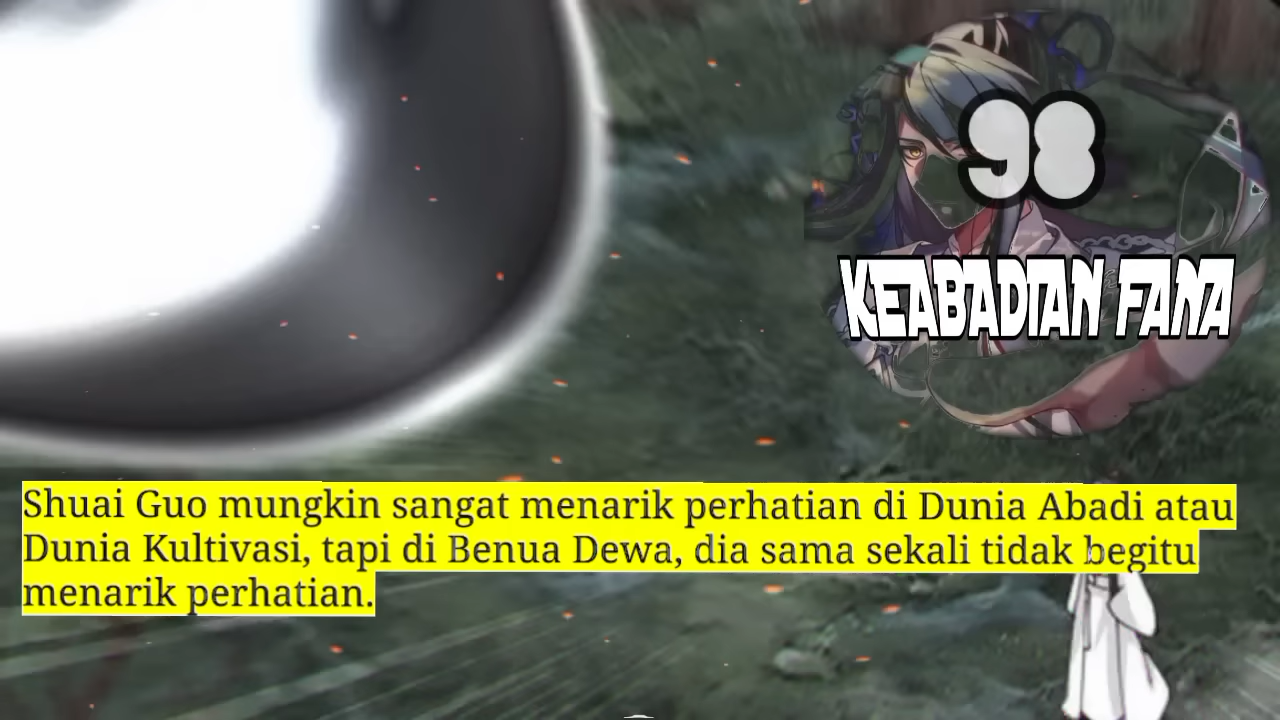 98
KEABADIAN FANA
Shuai Guo mungkin sangat menarik perhatian di Dunia Abadi atau
Dunia Kultivasi, tapi di Benua Dewa, dia sama sekali tidak begitu
menarik perhatian.